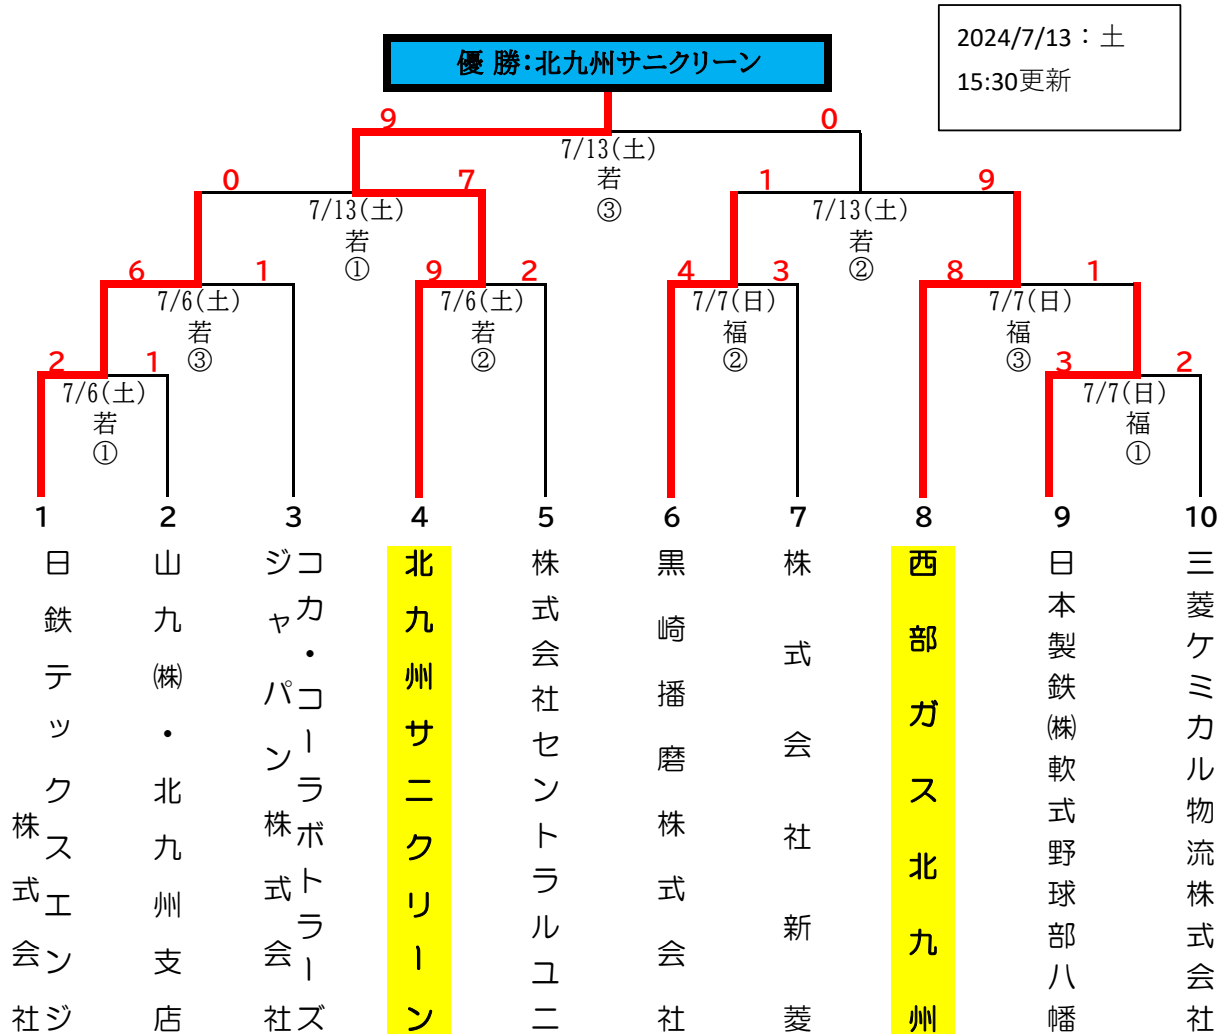 2024/7/13：土
15:30更新
優 勝:北九州サニクリーン
9
0
7/13(土)
若
③
0
7
7/13(土)
若
①
1
9
7/13(土)
若
②
6
1
7/6(土)
若
③
9
2
7/6(土)
若
②
4
3
7/7(日)
福
②
8
1
7/7(日)
福
③
2
1
7/6(土)
若
①
3
2
7/7(日)
福
①
1
2
3
4
5
6
7
8
9
10
日鉄テックスエンジ
株式会社
山九㈱・北九州支店
コカ・コーラボトラーズ
ジャパン株式会社
北九州サニクリーン
株式会社セントラルユニ
黒崎播磨株式会社
株式会社新菱
西部ガス北九州
日本製鉄㈱軟式野球部八幡
三菱ケミカル物流株式会社